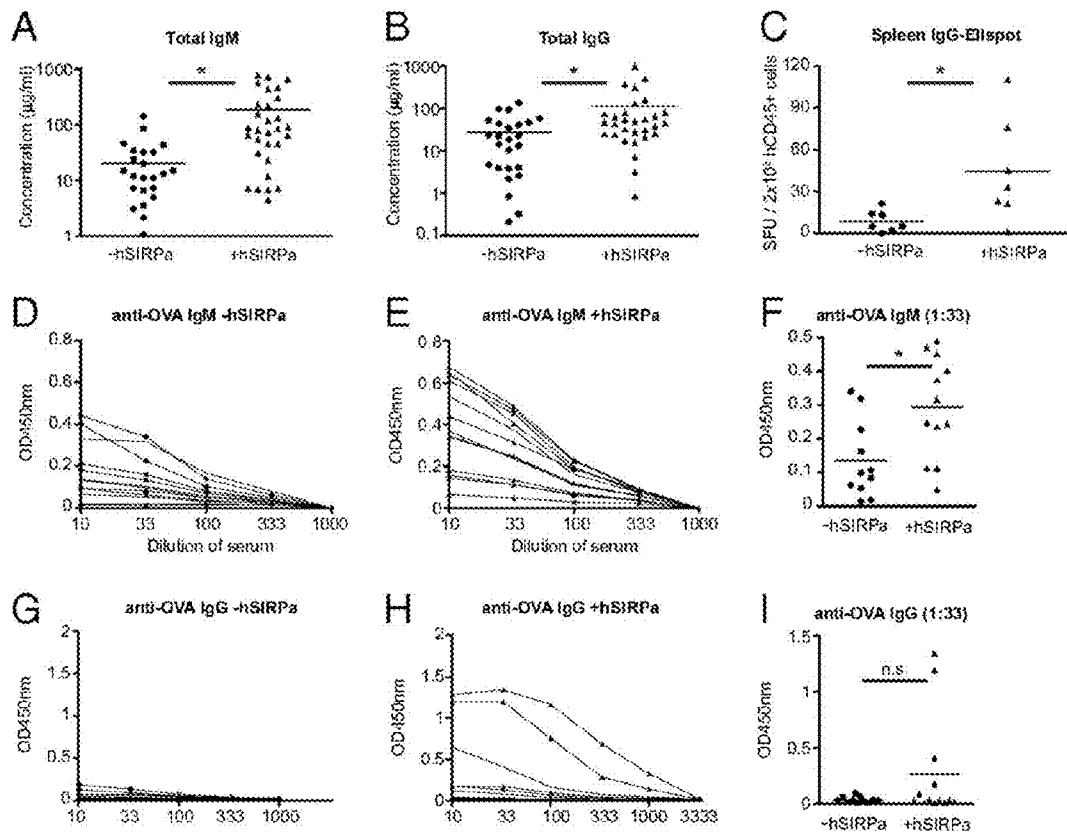 A
Total IgM
Concentration (µg/ml)
1000
100
10
1
*
-hSIRPa
+hSIRPa
B
Total IgG
Concentration (µg/ml)
1000
100
10
1
0.1
*
-hSIRPa
+hSIRPa
C
Spleen IgG-Elispot
SFU / hCD45+ cells
120
90
60
30
0
*
-hSIRPa
+hSIRPa
D
anti-OVA IgM -hSIRPa
OD450nm
0.8
0.6
0.4
0.2
0
10
33
100
333
1000
Dilution of serum
E
anti-OVA IgM +hSIRPa
OD450nm
0.8
0.6
0.4
0.2
0
10
33
100
333
1000
Dilution of serum
F
anti-OVA IgM (1:33)
OD450nm
0.5
0.4
0.3
0.2
0.1
0
*
-hSIRPa
+hSIRPa
G
anti-OVA IgG -hSIRPa
OD450nm
2
1.5
1
0.5
0
10
33
100
333
1000
H
anti-OVA IgG +hSIRPa
OD450nm
2
1.5
1
0.5
0
10
33
100
333
1000
3333
I
anti-OVA IgG (1:33)
OD450nm
1.5
1
0.5
0
n.s.
-hSIRPa
+hSIRPa